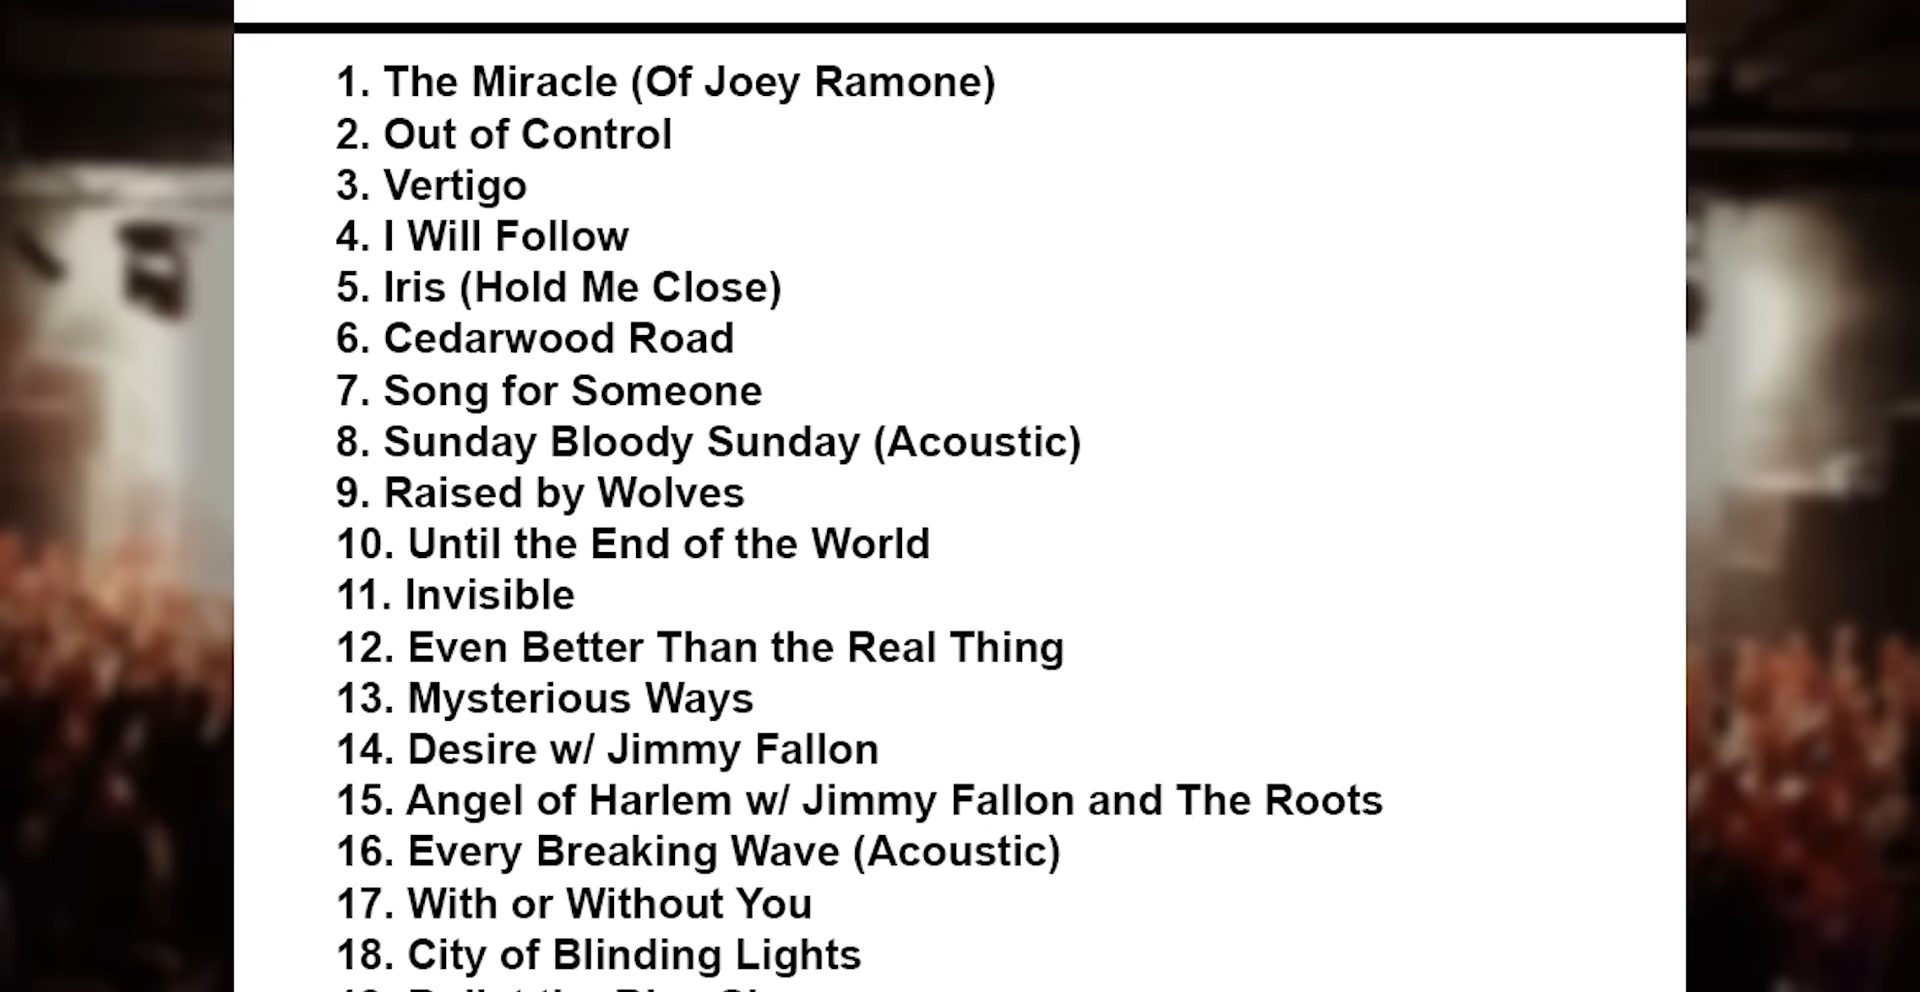 1. The Miracle (Of Joey Ramone)
2. Out of Control
3. Vertigo
4. I Will Follow
5. Iris (Hold Me Close)
6. Cedarwood Road
7. Song for Someone
8. Sunday Bloody Sunday (Acoustic)
9. Raised by Wolves
10. Until the End of the World
11. Invisible
12. Even Better Than the Real Thing
13. Mysterious Ways
14. Desire w/ Jimmy Fallon
15. Angel of Harlem w/ Jimmy Fallon and The Roots
16. Every Breaking Wave (Acoustic)
17. With or Without You
18. City of Blinding Lights